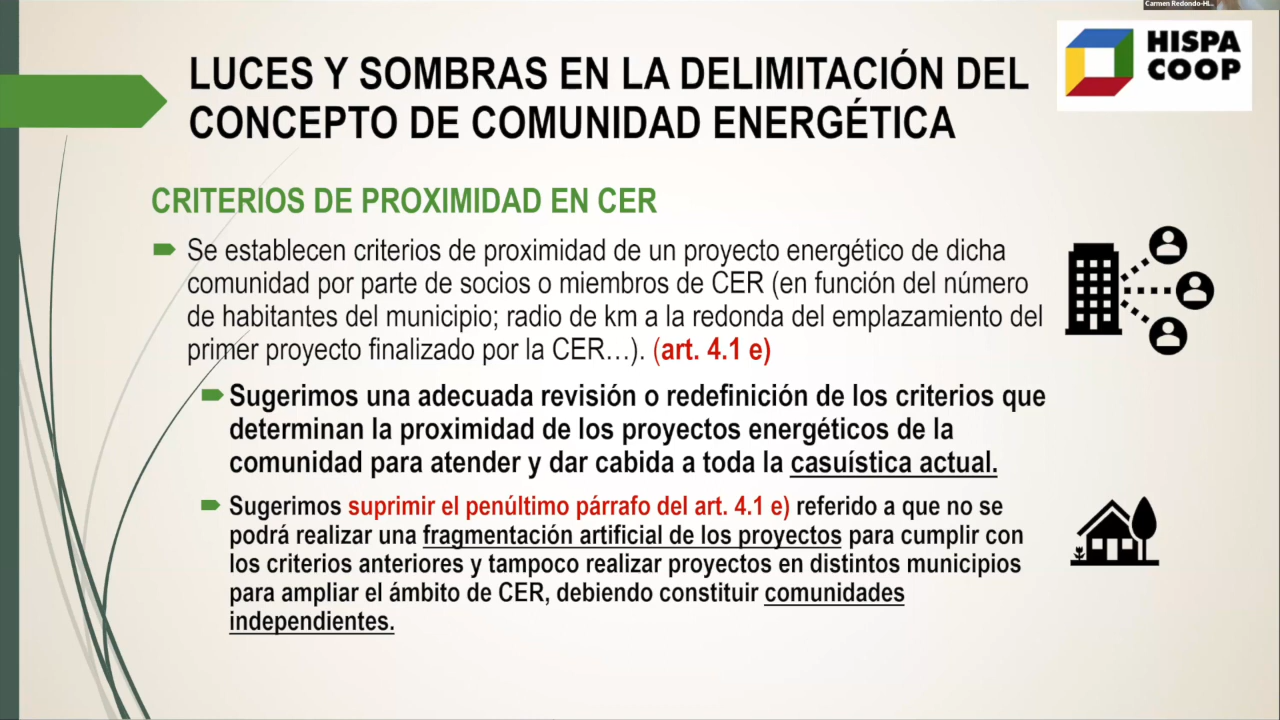 Carmen Redondo-HI...
HISPA
COOP
LUCES Y SOMBRAS EN LA DELIMITACIÓN DEL
CONCEPTO DE COMUNIDAD ENERGÉTICA
CRITERIOS DE PROXIMIDAD EN CER
Se establecen criterios de proximidad de un proyecto energético de dicha
comunidad por parte de socios o miembros de CER (en función del número
de habitantes del municipio; radio de km a la redonda del emplazamiento del
primer proyecto finalizado por la CER…). (art. 4.1 e)
Sugerimos una adecuada revisión o redefinición de los criterios que
determinan la proximidad de los proyectos energéticos de la
comunidad para atender y dar cabida a toda la casuística actual.
Sugerimos suprimir el penúltimo párrafo del art. 4.1 e) referido a que no se
podrá realizar una fragmentación artificial de los proyectos para cumplir con
los criterios anteriores y tampoco realizar proyectos en distintos municipios
para ampliar el ámbito de CER, debiendo constituir comunidades
independientes.